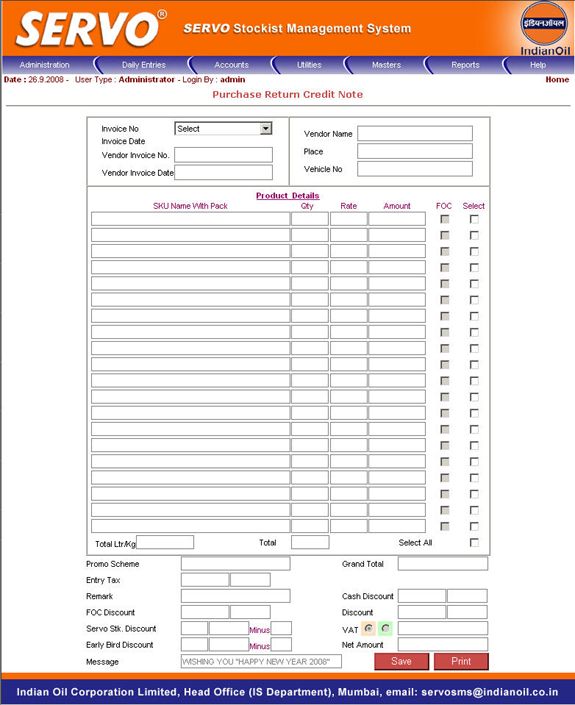 SERVO®
SERVO Stockist Management System
इंडियनऑयल
IndianOil
Administration Daily Entries Accounts Utilities Masters Reports Help
Date : 26.9.2008 - User Type : Administrator - Login By : admin Home
Purchase Return Credit Note
Invoice No Select
Invoice Date
Vendor Invoice No.
Vendor Invoice Date
Vendor Name
Place
Vehicle No
Product Details
SKU Name With Pack Qty Rate Amount FOC Select
Total Ltr/Kg Total Select All
Promo Scheme Grand Total
Entry Tax
Remark Cash Discount
FOC Discount Discount
Servo Stk. Discount Minus VAT
Early Bird Discount Minus Net Amount
Message WISHING YOU "HAPPY NEW YEAR 2008" Save Print
Indian Oil Corporation Limited, Head Office (IS Department), Mumbai, email: servosms@indianoil.co.in